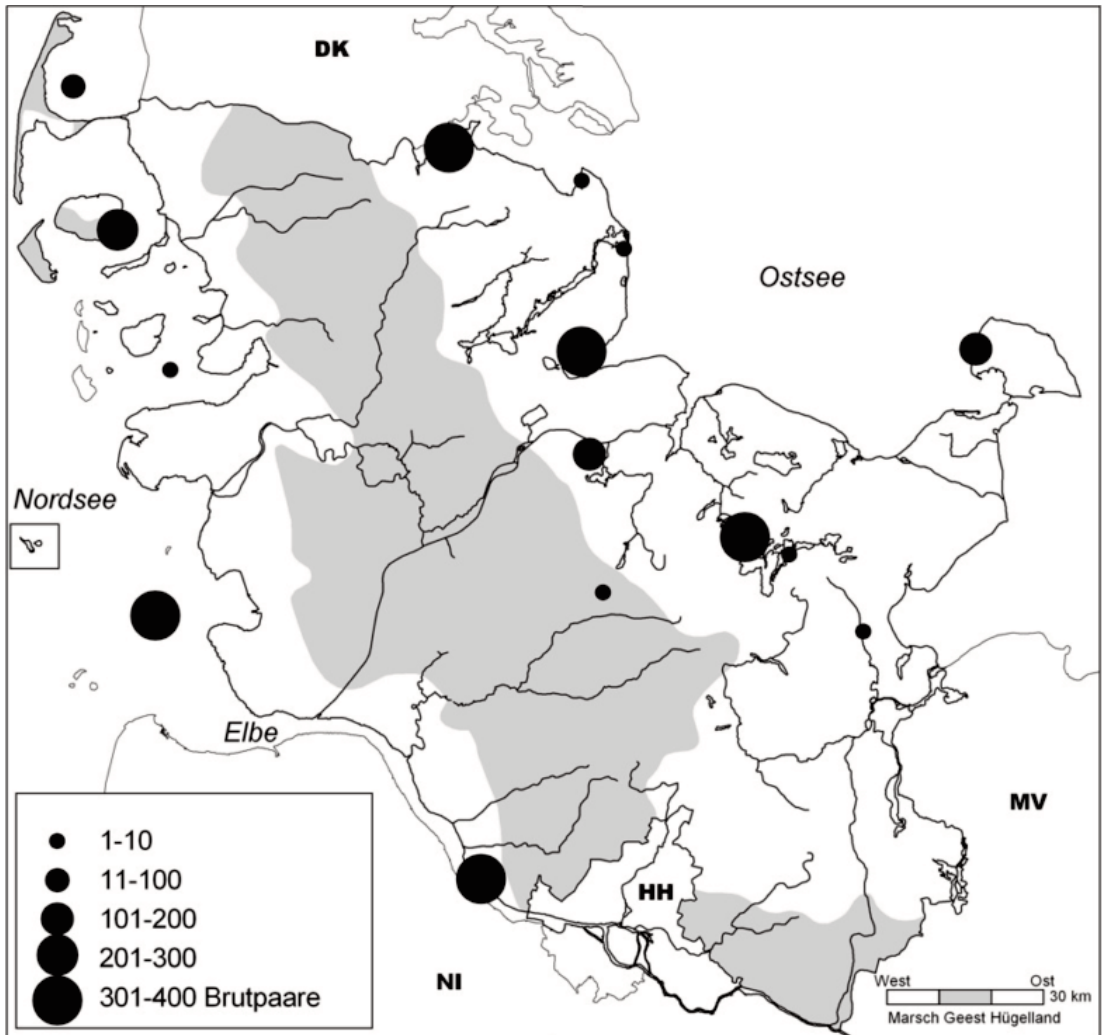 DK
Ostsee
Nordsee
Elbe
MV
HH
NI
1-10
11-100
101-200
201-300
301-400 Brutpaare
West Ost
30 km
Marsch Geest Hügelland